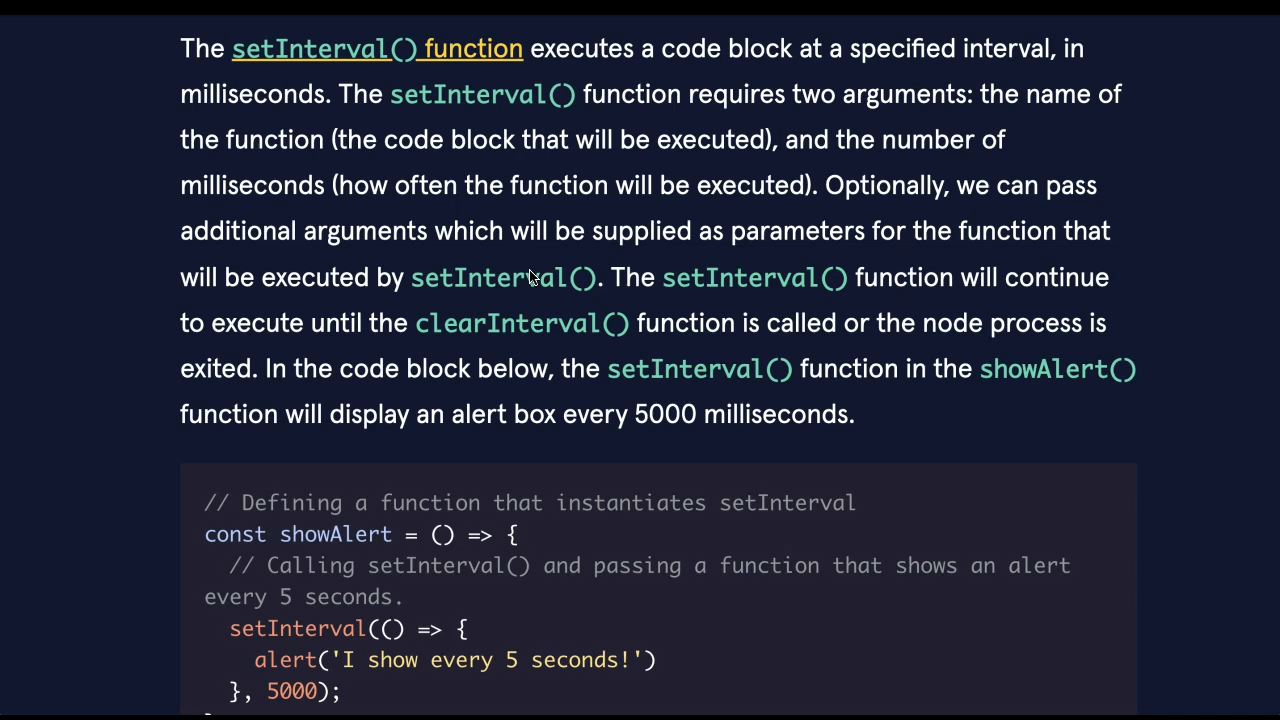 The setInterval() function executes a code block at a specified interval, in
milliseconds. The setInterval() function requires two arguments: the name of
the function (the code block that will be executed), and the number of
milliseconds (how often the function will be executed). Optionally, we can pass
additional arguments which will be supplied as parameters for the function that
will be executed by setInterval(). The setInterval() function will continue
to execute until the clearInterval() function is called or the node process is
exited. In the code block below, the setInterval() function in the showAlert()
function will display an alert box every 5000 milliseconds.
// Defining a function that instantiates setInterval
const showAlert = () => {
  // Calling setInterval() and passing a function that shows an alert
every 5 seconds.
  setInterval(() => {
    alert('I show every 5 seconds!')
  }, 5000);